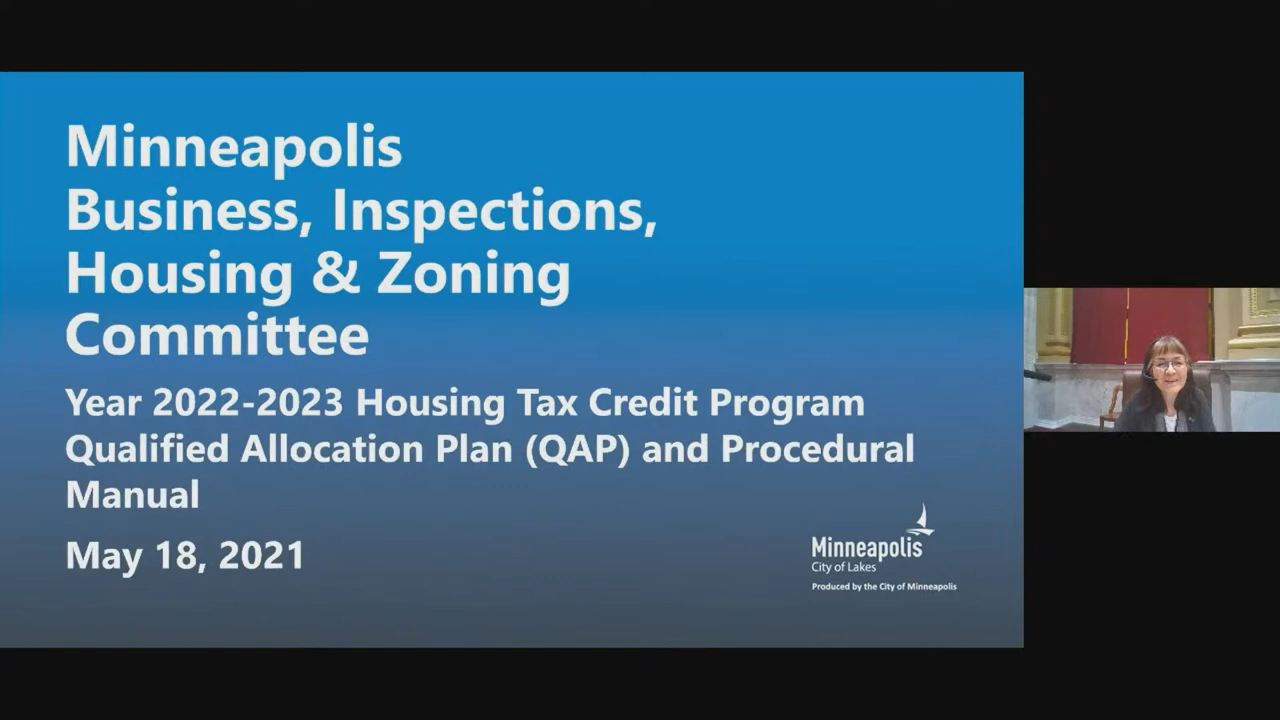 Minneapolis
Business, Inspections,
Housing & Zoning
Committee
Year 2022-2023 Housing Tax Credit Program
Qualified Allocation Plan (QAP) and Procedural
Manual
May 18, 2021
Minneapolis
City of Lakes
Produced by the City of Minneapolis